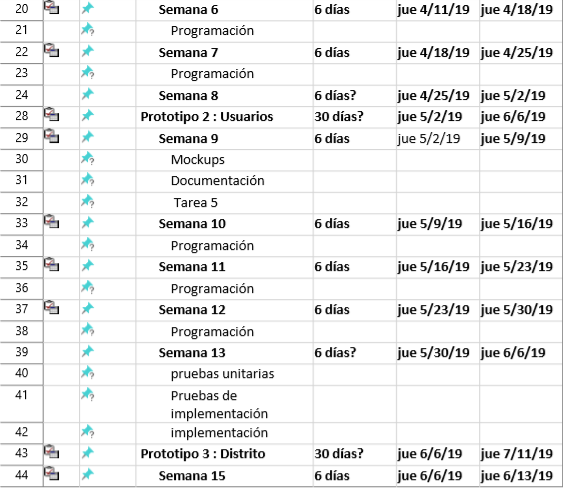 20 Semana 6 6 días jue 4/11/19 jue 4/18/19
21 Programación
22 Semana 7 6 días jue 4/18/19 jue 4/25/19
23 Programación
24 Semana 8 6 días? jue 4/25/19 jue 5/2/19
28 Prototipo 2 : Usuarios 30 días? jue 5/2/19 jue 6/6/19
29 Semana 9 6 días jue 5/2/19 jue 5/9/19
30 Mockups
31 Documentación
32 Tarea 5
33 Semana 10 6 días jue 5/9/19 jue 5/16/19
34 Programación
35 Semana 11 6 días jue 5/16/19 jue 5/23/19
36 Programación
37 Semana 12 6 días jue 5/23/19 jue 5/30/19
38 Programación
39 Semana 13 6 días? jue 5/30/19 jue 6/6/19
40 pruebas unitarias
41 Pruebas de
implementación
42 implementación
43 Prototipo 3 : Distrito 30 días? jue 6/6/19 jue 7/11/19
44 Semana 15 6 días jue 6/6/19 jue 6/13/19